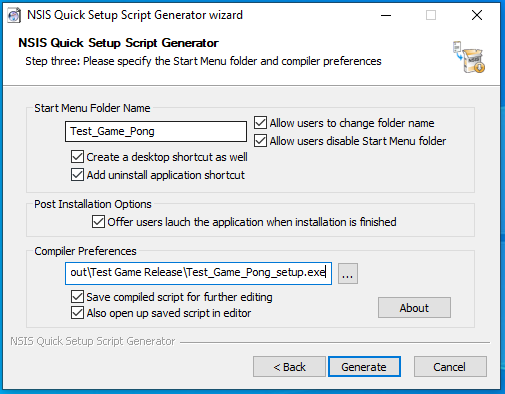 NSIS Quick Setup Script Generator wizard
NSIS Quick Setup Script Generator
Step three: Please specify the Start Menu folder and compiler preferences
Start Menu Folder Name
Test_Game_Pong
Allow users to change folder name
Allow users disable Start Menu folder
Create a desktop shortcut as well
Add uninstall application shortcut
Post Installation Options
Offer users lauch the application when installation is finished
Compiler Preferences
out\Test Game Release\Test_Game_Pong_setup.exe
...
Save compiled script for further editing
Also open up saved script in editor
About
NSIS Quick Setup Script Generator
< Back
Generate
Cancel